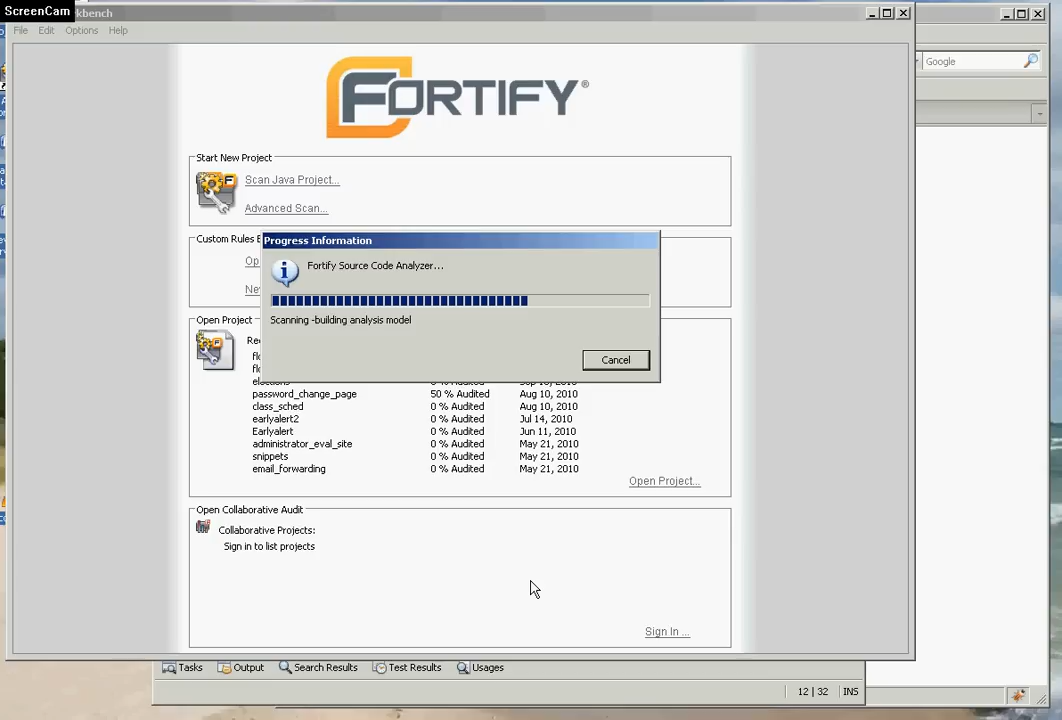 ScreenCam
kbench
File Edit Options Help
Google
FORTIFY®
Start New Project
Scan Java Project...
Advanced Scan...
Custom Rules E
Op
New
Progress Information
Fortify Source Code Analyzer...
Scanning -building analysis model
Cancel
Open Project
Re
password_change_page 50 % Audited Aug 10, 2010
class_sched 0 % Audited Aug 10, 2010
earlyalert2 0 % Audited Jul 14, 2010
Earlyalert 0 % Audited Jun 11, 2010
administrator_eval_site 0 % Audited May 21, 2010
snippets 0 % Audited May 21, 2010
email_forwarding 0 % Audited May 21, 2010
Open Project...
Open Collaborative Audit
Collaborative Projects:
Sign in to list projects
Sign In ...
Tasks Output Search Results Test Results Usages
12 | 32 INS